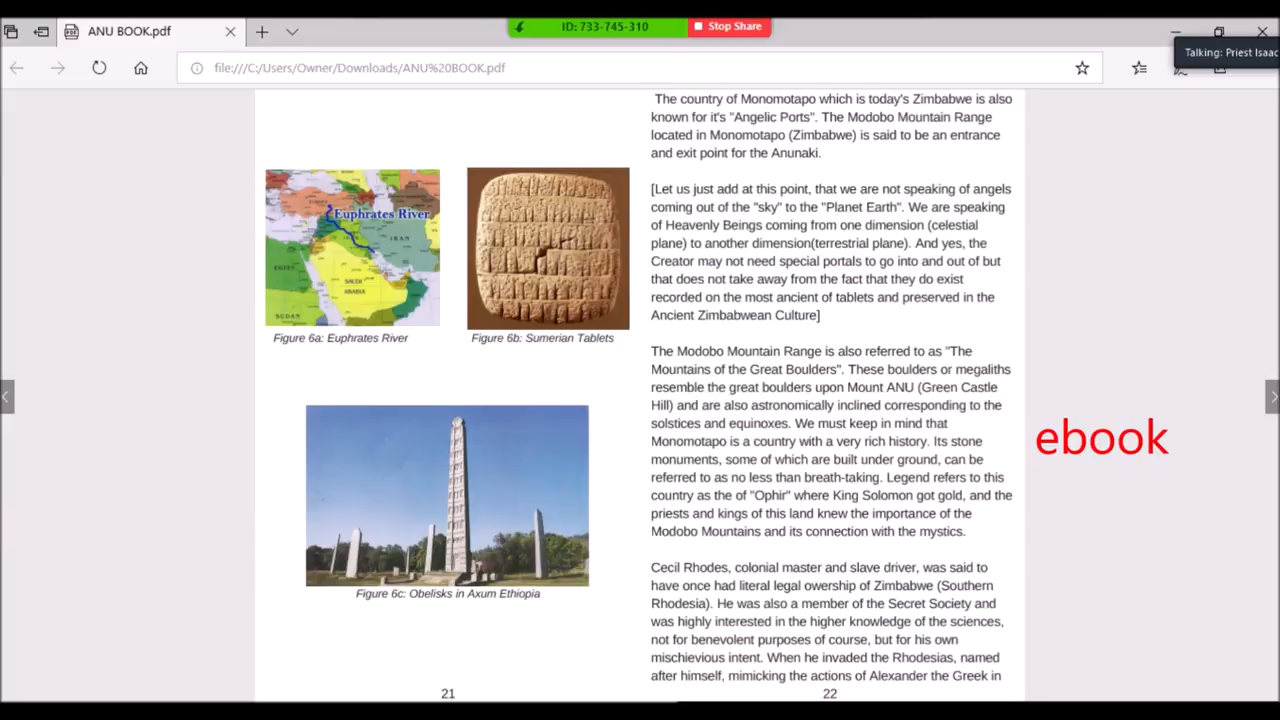 ANU BOOK.pdf
ID: 733-745-310
Stop Share
Talking: Priest Isaac
file:///C:/Users/Owner/Downloads/ANU%20BOOK.pdf
Euphrates River
IRAN
EGYPT
SAUDI
ARABIA
SUDAN
Figure 6a: Euphrates River
Figure 6b: Sumerian Tablets
Figure 6c: Obelisks in Axum Ethiopia
21
The country of Monomotapo which is today's Zimbabwe is also
known for it's "Angelic Ports". The Modobo Mountain Range
located in Monomotapo (Zimbabwe) is said to be an entrance
and exit point for the Anunaki.
[Let us just add at this point, that we are not speaking of angels
coming out of the "sky" to the "Planet Earth". We are speaking
of Heavenly Beings coming from one dimension (celestial
plane) to another dimension(terrestrial plane). And yes, the
Creator may not need special portals to go into and out of but
that does not take away from the fact that they do exist
recorded on the most ancient of tablets and preserved in the
Ancient Zimbabwean Culture]
The Modobo Mountain Range is also referred to as "The
Mountains of the Great Boulders". These boulders or megaliths
resemble the great boulders upon Mount ANU (Green Castle
Hill) and are also astronomically inclined corresponding to the
solstices and equinoxes. We must keep in mind that
Monomotapo is a country with a very rich history. Its stone
monuments, some of which are built under ground, can be
referred to as no less than breath-taking. Legend refers to this
country as the of "Ophir" where King Solomon got gold, and the
priests and kings of this land knew the importance of the
Modobo Mountains and its connection with the mystics.
Cecil Rhodes, colonial master and slave driver, was said to
have once had literal legal owership of Zimbabwe (Southern
Rhodesia). He was also a member of the Secret Society and
was highly interested in the higher knowledge of the sciences,
not for benevolent purposes of course, but for his own
mischievious intent. When he invaded the Rhodesias, named
after himself, mimicking the actions of Alexander the Greek in
22
ebook